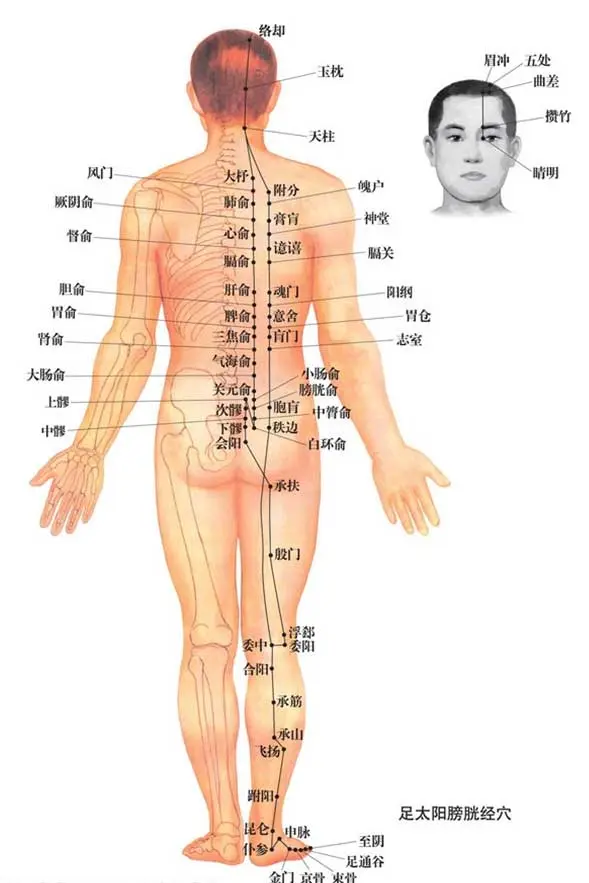 络却
玉枕
天柱
眉冲
五处
曲差
攒竹
睛明
风门
大杼
附分
魄户
厥阴俞
肺俞
膏肓
神堂
督俞
心俞
譩譆
膈关
膈俞
胆俞
肝俞
魂门
阳纲
胃俞
脾俞
意舍
胃仓
肾俞
三焦俞
肓门
志室
气海俞
大肠俞
小肠俞
关元俞
膀胱俞
上髎
次髎
胞肓
中膂俞
中髎
下髎
秩边
会阳
白环俞
承扶
殷门
浮郄
委中
委阳
合阳
承筋
承山
飞扬
跗阳
足太阳膀胱经穴
昆仑
申脉
至阴
仆参
足通谷
金门
京骨
束骨